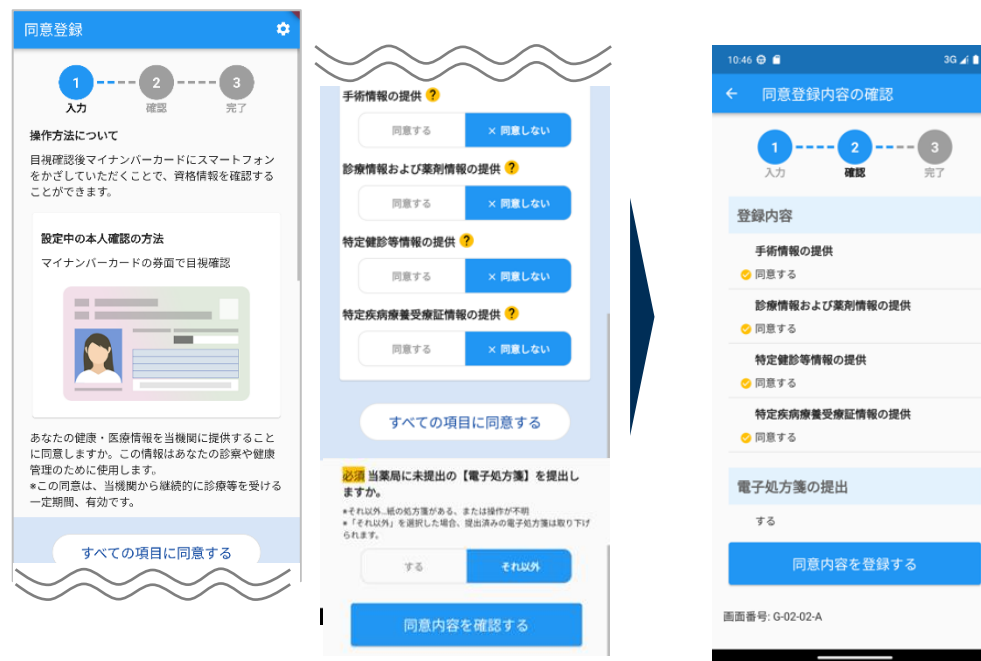 同意登録
1 2 3
入力 確認 完了
操作方法について
目視確認後マイナンバーカードにスマートフォン
をかざしていただくことで、資格情報を確認する
ことができます。
設定中の本人確認の方法
マイナンバーカードの券面で目視確認
あなたの健康・医療情報を当機関に提供すること
に同意しますか。この情報はあなたの診察や健康
管理のために使用します。
*この同意は、当機関から継続的に診療等を受ける
一定期間、有効です。
すべての項目に同意する
手術情報の提供 ?
同意する × 同意しない
診療情報および薬剤情報の提供 ?
同意する × 同意しない
特定健診等情報の提供 ?
同意する × 同意しない
特定疾病療養受療証情報の提供 ?
同意する × 同意しない
すべての項目に同意する
必須 当薬局に未提出の【電子処方箋】を提出し
ますか。
*それ以外…紙の処方箋がある、または操作が不明
*「それ以外」を選択した場合、提出済みの電子処方箋は取り下げ
られます。
する それ以外
同意内容を確認する
10:46 3G
← 同意登録内容の確認
1 2 3
入力 確認 完了
登録内容
手術情報の提供
同意する
診療情報および薬剤情報の提供
同意する
特定健診等情報の提供
同意する
特定疾病療養受療証情報の提供
同意する
電子処方箋の提出
する
同意内容を登録する
画面番号: G-02-02-A